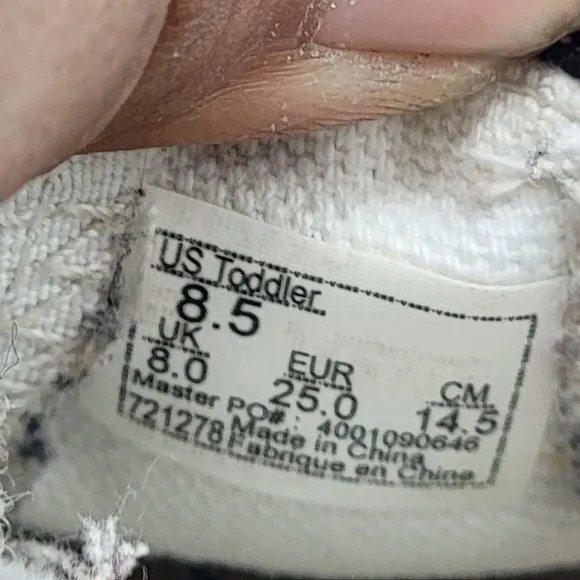 US Toddler
8.5
UK EUR CM
8.0 25.0 14.5
Master PO#: 4001090646
721278 Made in China
Fabrique en Chine